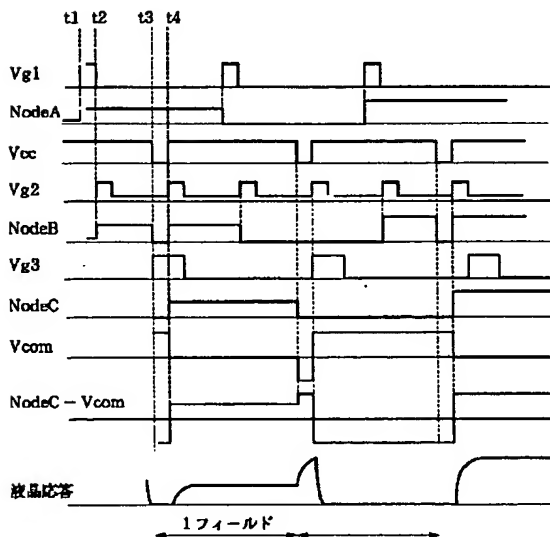 t1 t2 t3 t4
Vg1
NodeA
Vcc
Vg2
NodeB
Vg3
NodeC
Vcom
NodeC − Vcom
液晶応答
1フィールド